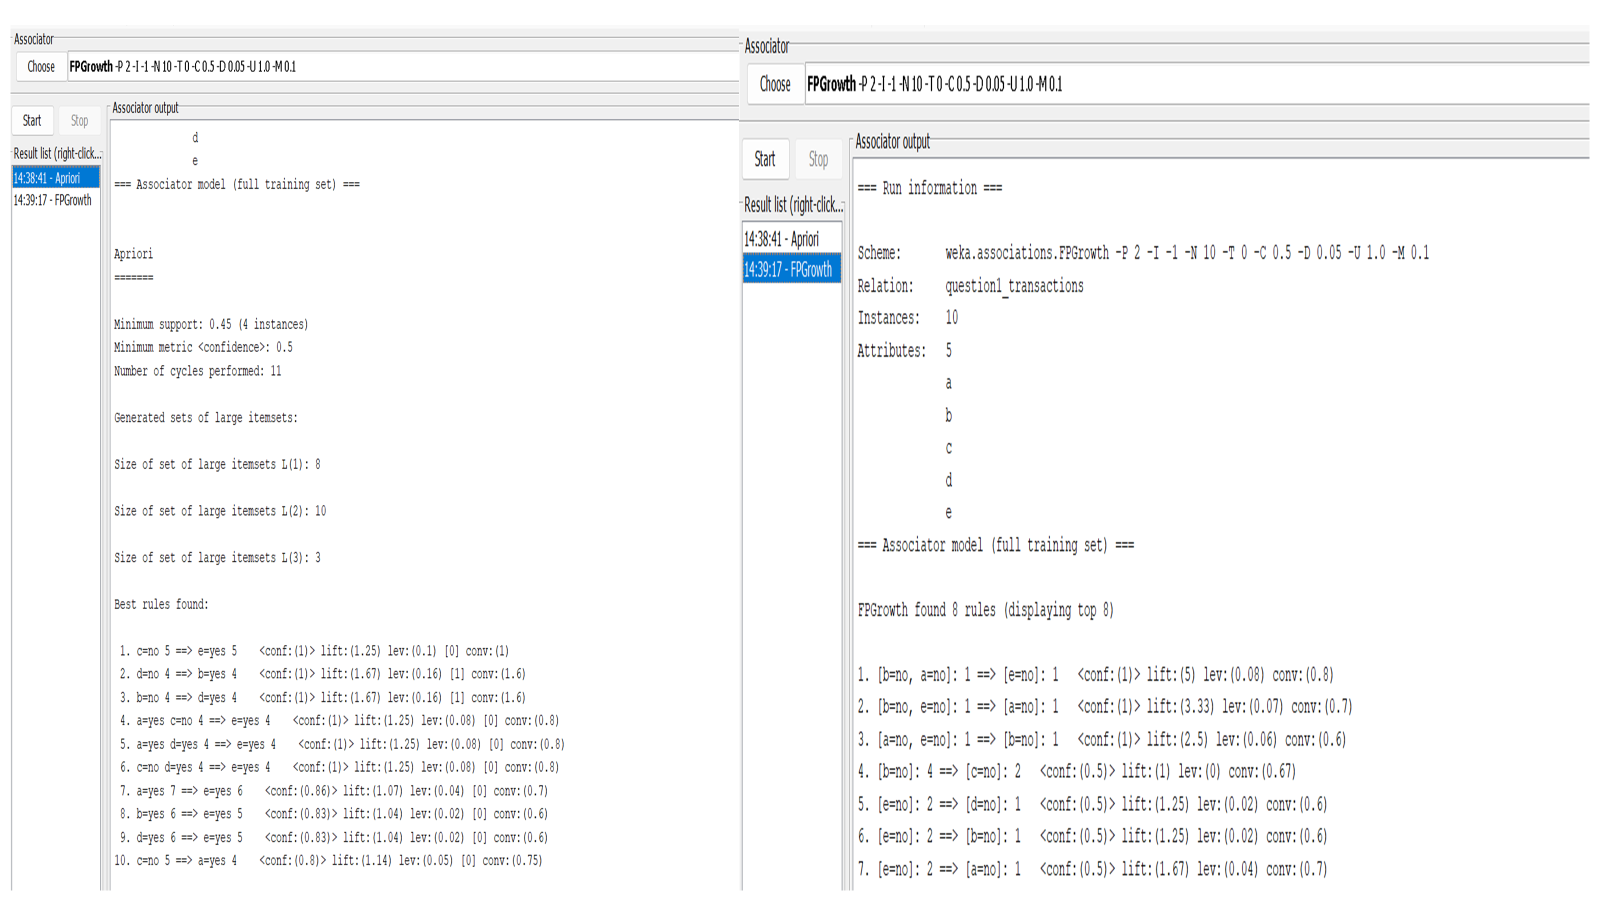 Associator
Choose FPGrowth -P 2 -I -1 -N 10 -T 0 -C 0.5 -D 0.05 -U 1.0 -M 0.1
Start Stop
Result list (right-click...
14:38:41 - Apriori
14:39:17 - FPGrowth
Associator output
d
e
=== Associator model (full training set) ===
Apriori
=======
Minimum support: 0.45 (4 instances)
Minimum metric <confidence>: 0.5
Number of cycles performed: 11
Generated sets of large itemsets:
Size of set of large itemsets L(1): 8
Size of set of large itemsets L(2): 10
Size of set of large itemsets L(3): 3
Best rules found:
1. c=no 5 ==> e=yes 5 <conf:(1)> lift:(1.25) lev:(0.1) [0] conv:(1)
2. d=no 4 ==> b=yes 4 <conf:(1)> lift:(1.67) lev:(0.16) [1] conv:(1.6)
3. b=no 4 ==> d=yes 4 <conf:(1)> lift:(1.67) lev:(0.16) [1] conv:(1.6)
4. a=yes c=no 4 ==> e=yes 4 <conf:(1)> lift:(1.25) lev:(0.08) [0] conv:(0.8)
5. a=yes d=yes 4 ==> e=yes 4 <conf:(1)> lift:(1.25) lev:(0.08) [0] conv:(0.8)
6. c=no d=yes 4 ==> e=yes 4 <conf:(1)> lift:(1.25) lev:(0.08) [0] conv:(0.8)
7. a=yes 7 ==> e=yes 6 <conf:(0.86)> lift:(1.07) lev:(0.04) [0] conv:(0.7)
8. b=yes 6 ==> e=yes 5 <conf:(0.83)> lift:(1.04) lev:(0.02) [0] conv:(0.6)
9. d=yes 6 ==> e=yes 5 <conf:(0.83)> lift:(1.04) lev:(0.02) [0] conv:(0.6)
10. c=no 5 ==> a=yes 4 <conf:(0.8)> lift:(1.14) lev:(0.05) [0] conv:(0.75)
Associator
Choose FPGrowth -P 2 -I -1 -N 10 -T 0 -C 0.5 -D 0.05 -U 1.0 -M 0.1
Start Stop
Result list (right-click...
14:38:41 - Apriori
14:39:17 - FPGrowth
Associator output
=== Run information ===
Scheme: weka.associations.FPGrowth -P 2 -I -1 -N 10 -T 0 -C 0.5 -D 0.05 -U 1.0 -M 0.1
Relation: question1_transactions
Instances: 10
Attributes: 5
a
b
c
d
e
=== Associator model (full training set) ===
FPGrowth found 8 rules (displaying top 8)
1. [b=no, a=no]: 1 ==> [e=no]: 1 <conf:(1)> lift:(5) lev:(0.08) conv:(0.8)
2. [b=no, e=no]: 1 ==> [a=no]: 1 <conf:(1)> lift:(3.33) lev:(0.07) conv:(0.7)
3. [a=no, e=no]: 1 ==> [b=no]: 1 <conf:(1)> lift:(2.5) lev:(0.06) conv:(0.6)
4. [b=no]: 4 ==> [c=no]: 2 <conf:(0.5)> lift:(1) lev:(0) conv:(0.67)
5. [e=no]: 2 ==> [d=no]: 1 <conf:(0.5)> lift:(1.25) lev:(0.02) conv:(0.6)
6. [e=no]: 2 ==> [b=no]: 1 <conf:(0.5)> lift:(1.25) lev:(0.02) conv:(0.6)
7. [e=no]: 2 ==> [a=no]: 1 <conf:(0.5)> lift:(1.67) lev:(0.04) conv:(0.7)